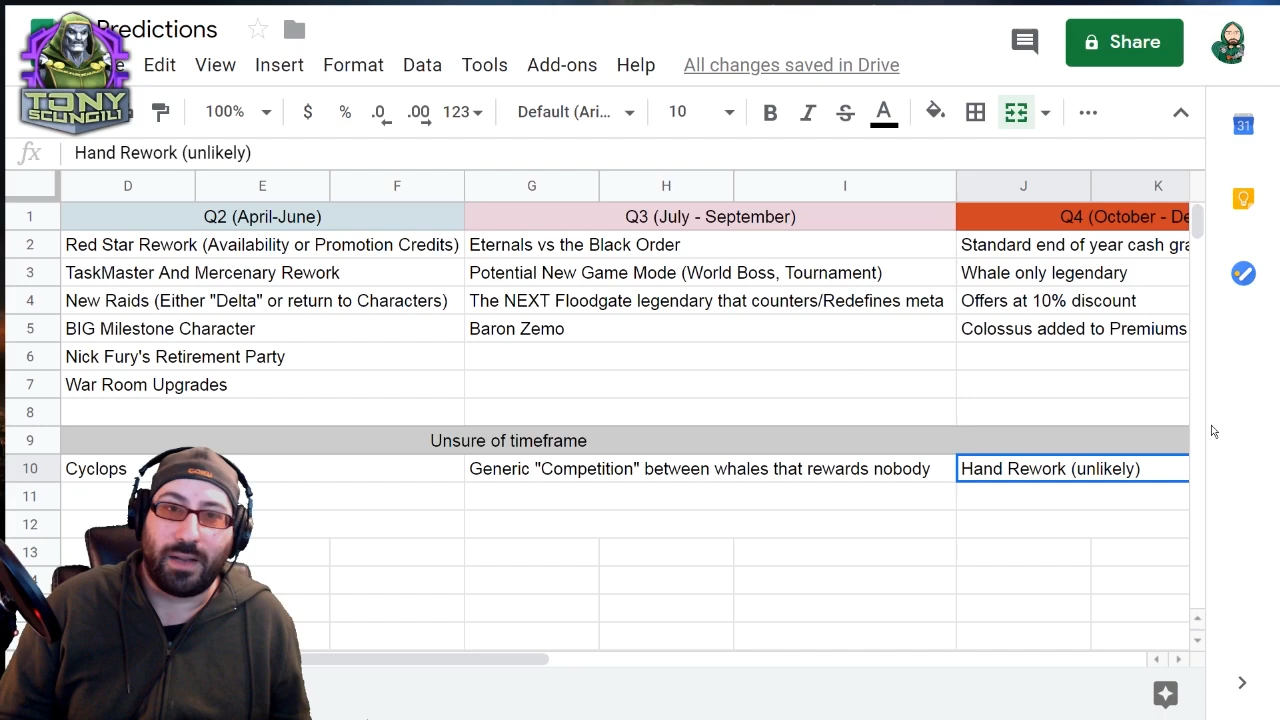 Predictions
Edit View Insert Format Data Tools Add-ons Help All changes saved in Drive
Share
TONY
SCUNGILI
100% $ % .0 .00 123 Default (Ari... 10 B I S A
31
fx Hand Rework (unlikely)
D E F G H I J K
1 Q2 (April-June) Q3 (July - September) Q4 (October - De
2 Red Star Rework (Availability or Promotion Credits) Eternals vs the Black Order Standard end of year cash gra
3 TaskMaster And Mercenary Rework Potential New Game Mode (World Boss, Tournament) Whale only legendary
4 New Raids (Either "Delta" or return to Characters) The NEXT Floodgate legendary that counters/Redefines meta Offers at 10% discount
5 BIG Milestone Character Baron Zemo Colossus added to Premiums
6 Nick Fury's Retirement Party
7 War Room Upgrades
8
9 Unsure of timeframe
10 Cyclops Generic "Competition" between whales that rewards nobody Hand Rework (unlikely)
11
12
13